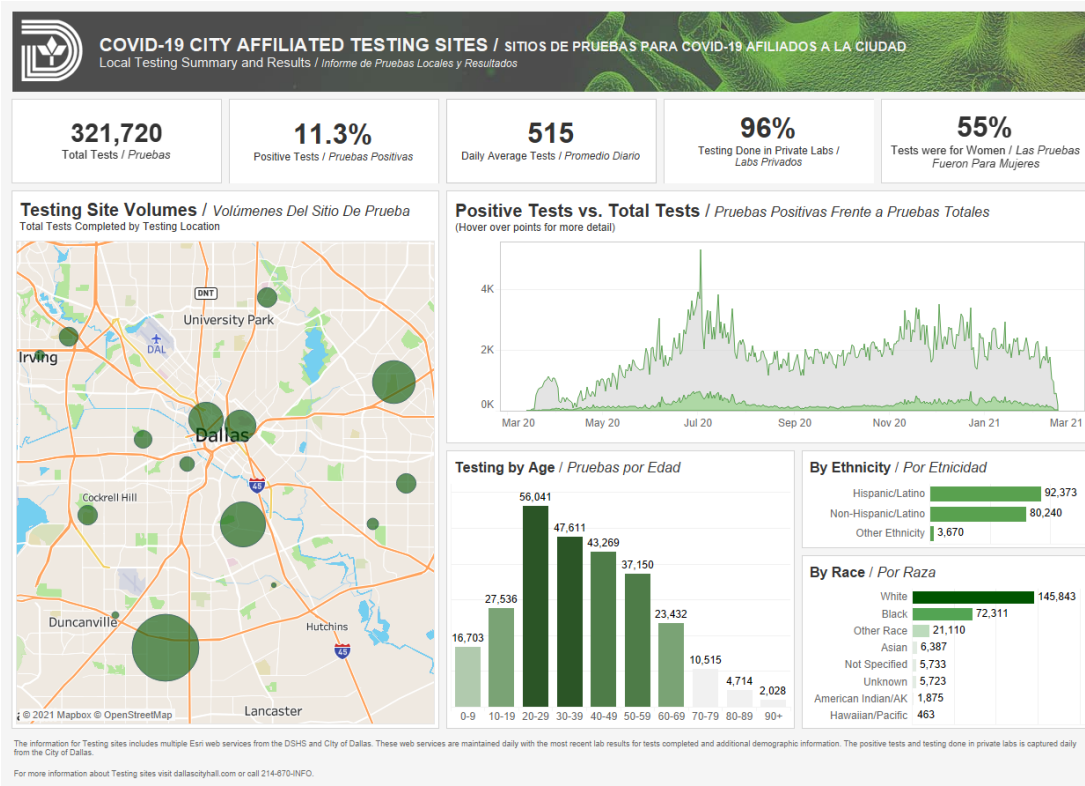 COVID-19 CITY AFFILIATED TESTING SITES / SITIOS DE PRUEBAS PARA COVID-19 AFILIADOS A LA CIUDAD
Local Testing Summary and Results / Informe de Pruebas Locales y Resultados
321,720
Total Tests / Pruebas
11.3%
Positive Tests / Pruebas Positivas
515
Daily Average Tests / Promedio Diario
96%
Testing Done in Private Labs /
Labs Privados
55%
Tests were for Women / Las Pruebas
Fueron Para Mujeres
Testing Site Volumes / Volúmenes Del Sitio De Prueba
Total Tests Completed by Testing Location
DNT
University Park
DAL
Irving
Dallas
45
Cockrell Hill
Duncanville
Hutchins
45
Lancaster
© 2021 Mapbox © OpenStreetMap
Positive Tests vs. Total Tests / Pruebas Positivas Frente a Pruebas Totales
(Hover over points for more detail)
4K
2K
0K
Mar 20 May 20 Jul 20 Sep 20 Nov 20 Jan 21 Mar 21
Testing by Age / Pruebas por Edad
16,703 27,536 56,041 47,611 43,269 37,150 23,432 10,515 4,714 2,028
0-9 10-19 20-29 30-39 40-49 50-59 60-69 70-79 80-89 90+
By Ethnicity / Por Etnicidad
Hispanic/Latino 92,373
Non-Hispanic/Latino 80,240
Other Ethnicity 3,670
By Race / Por Raza
White 145,843
Black 72,311
Other Race 21,110
Asian 6,387
Not Specified 5,733
Unknown 5,723
American Indian/AK 1,875
Hawaiian/Pacific 463
The information for Testing sites includes multiple Esri web services from the DSHS and City of Dallas. These web services are maintained daily with the most recent lab results for tests completed and additional demographic information. The positive tests and testing done in private labs is captured daily
from the City of Dallas.
For more information about Testing sites visit dallascityhall.com or call 214-670-INFO.